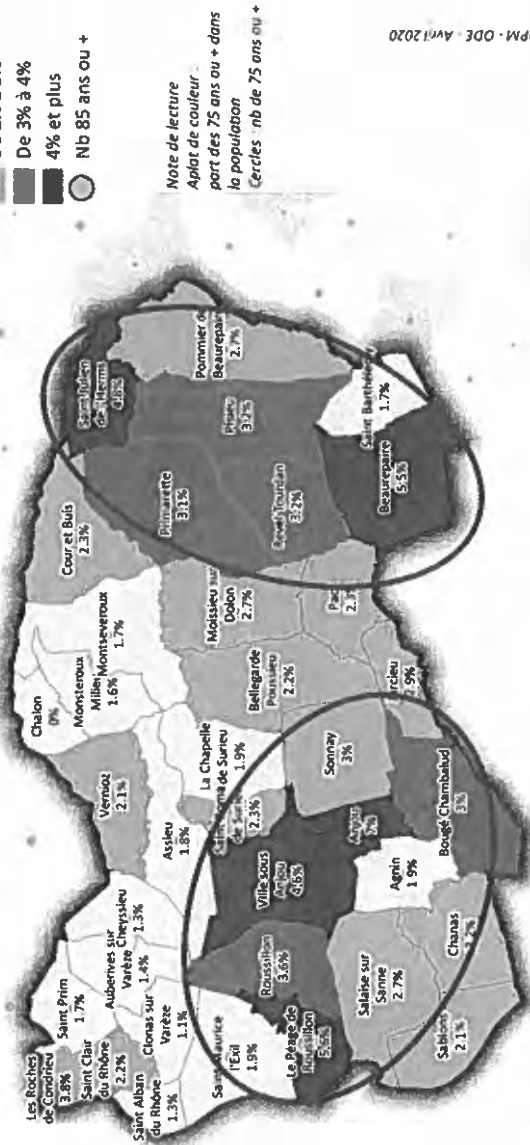 De 3% à 4%
4% et plus
Nb 85 ans ou +
Note de lecture
Aplat de couleur :
part des 75 ans ou + dans
la population
Cercles : nb de 75 ans ou +
ODE - Avril 2020
Les Roches
de Condrieu
3.8%
Saint Prim
1.7%
Saint Clair
du Rhône
2.2%
Auberives sur
Varèze
1.4%
Cheyssieu
1.3%
Saint Alban
du Rhône
1.3%
Clonas sur
Varèze
1.1%
Vernioz
2.1%
Chalon
0%
Monsteroux
Milieu
1.6%
Montseveroux
1.7%
Cour et Buis
2.3%
Assieu
1.8%
La Chapelle
de Surieu
1.9%
2.3%
l'Exil
1.9%
Roussillon
3.6%
Le Péage de
Roussillon
5.6%
Ville sous
Anjou
4.6%
Anjou
Sonnay
3%
Bellegarde
Poussieu
2.2%
Moissieu sur
Dolon
2.7%
Primarette
3.1%
Pisieu
3.2%
Revel Tourdan
3.2%
Pommier de
Beaurepaire
2.7%
Saint Julien
de l'Herms
Saint Barthélemy
1.7%
Beaurepaire
5.5%
2.9%
Bougé Chambalud
3%
Agnin
1.9%
Salaise sur
Sanne
2.7%
Chanas
Sablons
2.1%